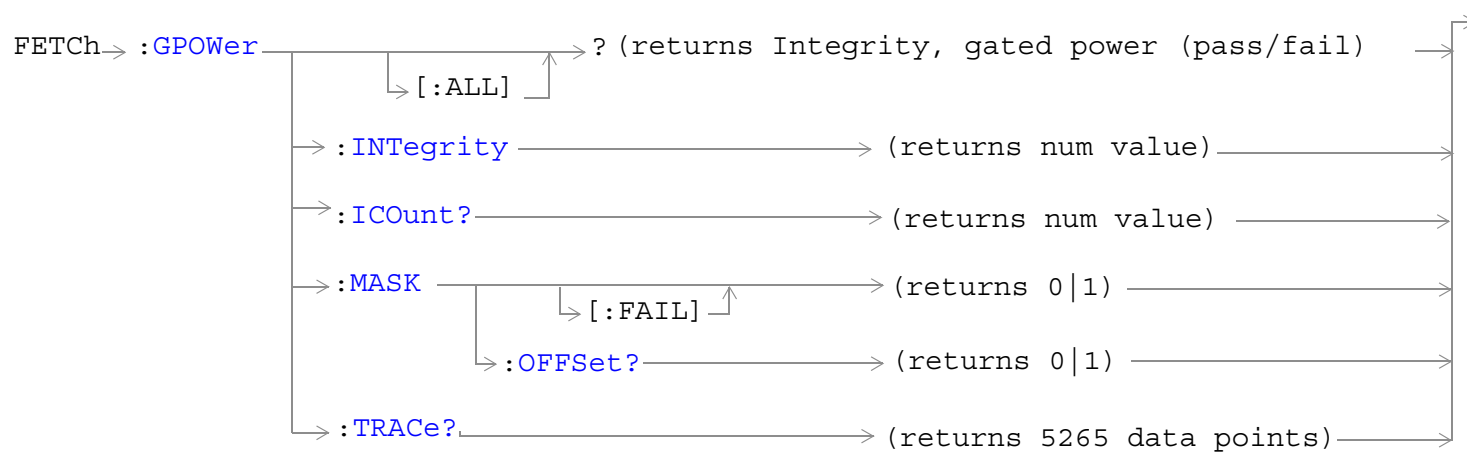 FETCh :GPOWer ? (returns Integrity, gated power (pass/fail)
[:ALL]
:INTegrity (returns num value)
:ICOunt? (returns num value)
:MASK (returns 0|1)
[:FAIL]
:OFFSet? (returns 0|1)
:TRACe? (returns 5265 data points)